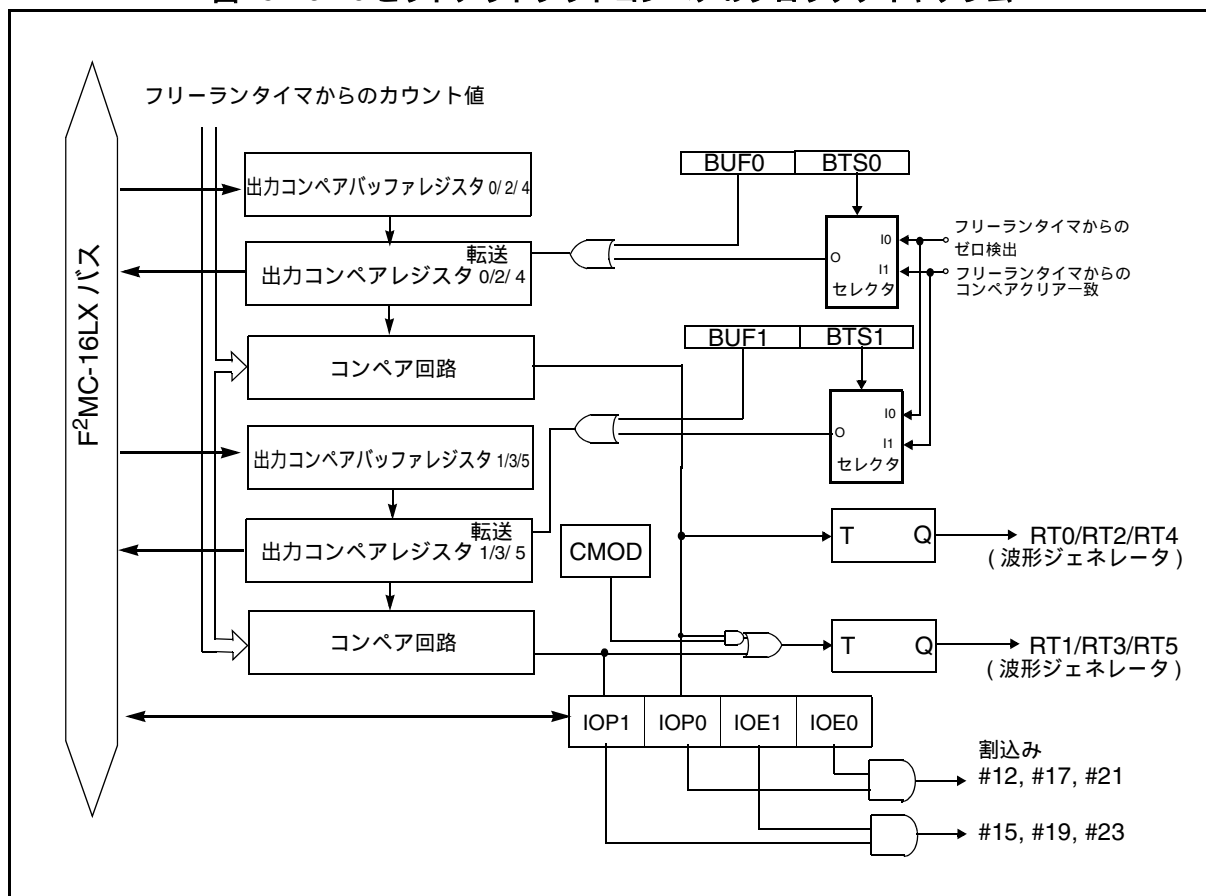 フリーランタイマからのカウント値
F²MC-16LX バス
出力コンペアバッファレジスタ 0/ 2/ 4
転送
出力コンペアレジスタ 0/2/ 4
コンペア回路
出力コンペアバッファレジスタ 1/3/5
転送
出力コンペアレジスタ 1/3/ 5
コンペア回路
BUF0 BTS0
I0
O
I1
セレクタ
フリーランタイマからの
ゼロ検出
フリーランタイマからの
コンペアクリア一致
BUF1 BTS1
I0
O
I1
セレクタ
CMOD
T Q
RT0/RT2/RT4
( 波形ジェネレータ )
T Q
RT1/RT3/RT5
( 波形ジェネレータ )
IOP1 IOP0 IOE1 IOE0
割込み
#12, #17, #21
#15, #19, #23